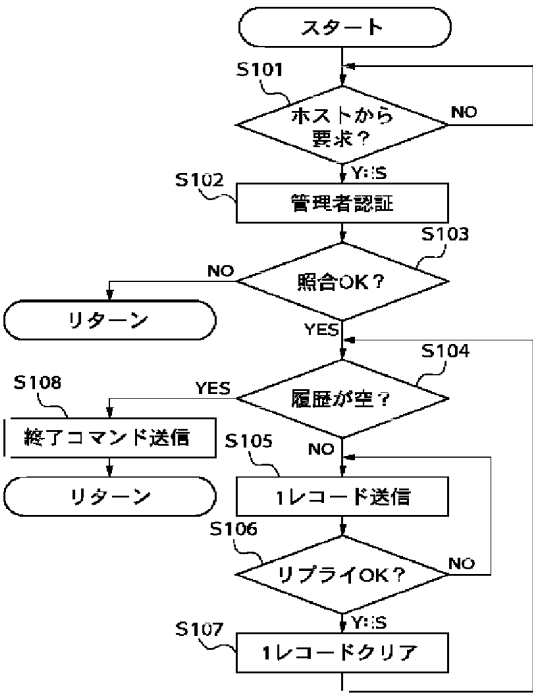 スタート
S101
ホストから
要求？
NO
YES
S102
管理者認証
S103
照合OK？
NO
リターン
YES
S104
履歴が空？
YES
S108
終了コマンド送信
リターン
NO
S105
1レコード送信
S106
リプライOK？
NO
YES
S107
1レコードクリア